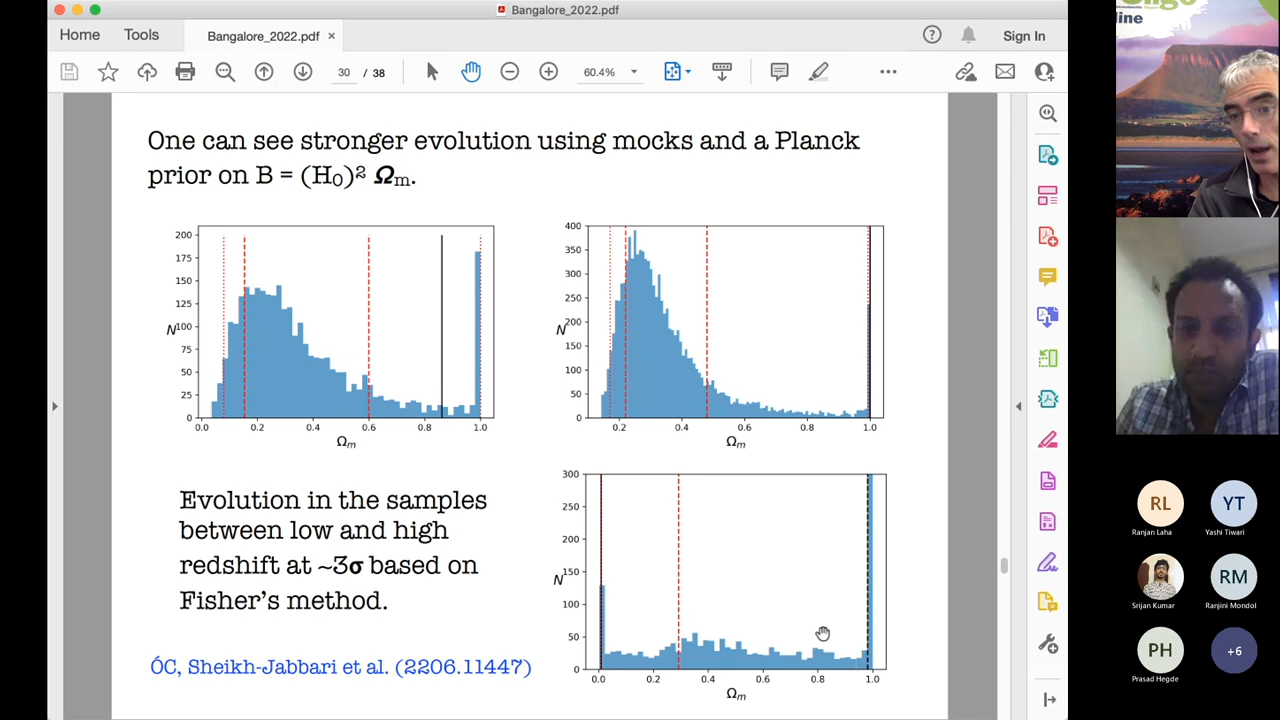 Bangalore_2022.pdf
Home
Tools
Bangalore_2022.pdf ×
Sign In
30 / 38
60.4%
One can see stronger evolution using mocks and a Planck
prior on B = (H₀)² Ωm.
200
175
150
125
100
75
50
25
0
N
0.0 0.2 0.4 0.6 0.8 1.0
Ωm
400
350
300
250
200
150
100
50
0
N
0.2 0.4 0.6 0.8 1.0
Ωm
Evolution in the samples
between low and high
redshift at ~3σ based on
Fisher's method.
300
250
200
150
100
50
0
N
0.0 0.2 0.4 0.6 0.8 1.0
Ωm
ÓC, Sheikh-Jabbari et al. (2206.11447)
line
RL
Ranjan Laha
YT
Yashi Tiwari
Srijan Kumar
RM
Ranjini Mondol
PH
Prasad Hegde
+6